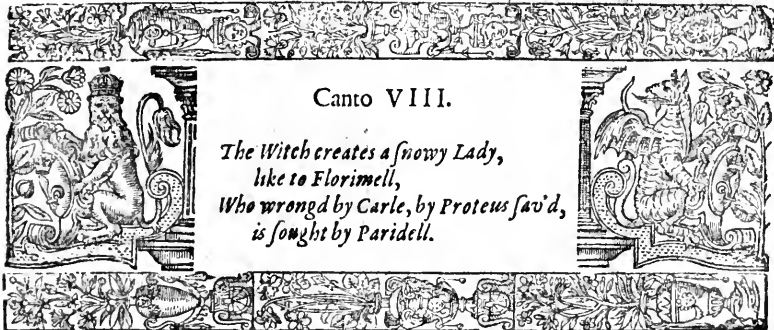 Canto VIII.
The Witch creates a ſnowy Lady,
like to Florimell,
Who wrongd by Carle, by Proteus ſav'd,
is ſought by Paridell.